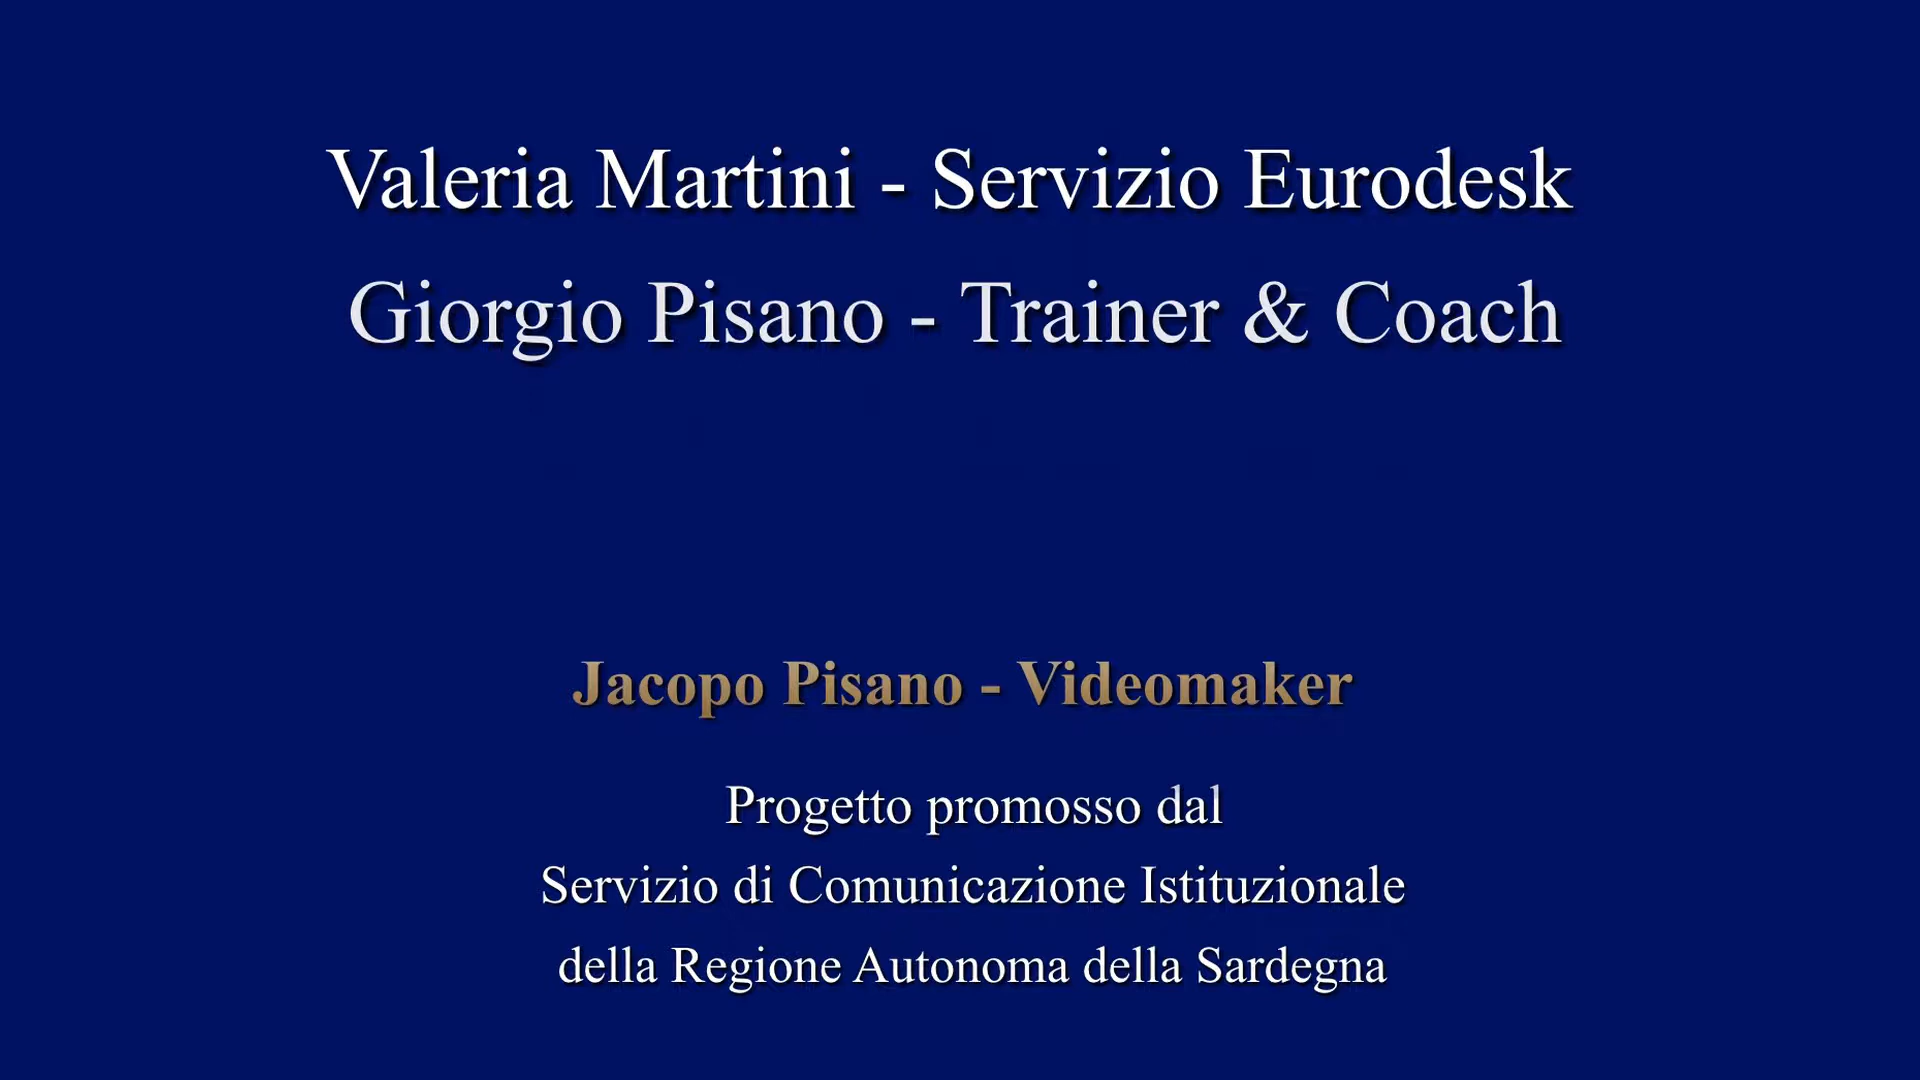 Valeria Martini - Servizio Eurodesk
Giorgio Pisano - Trainer & Coach
Jacopo Pisano - Videomaker
Progetto promosso dal
Servizio di Comunicazione Istituzionale
della Regione Autonoma della Sardegna